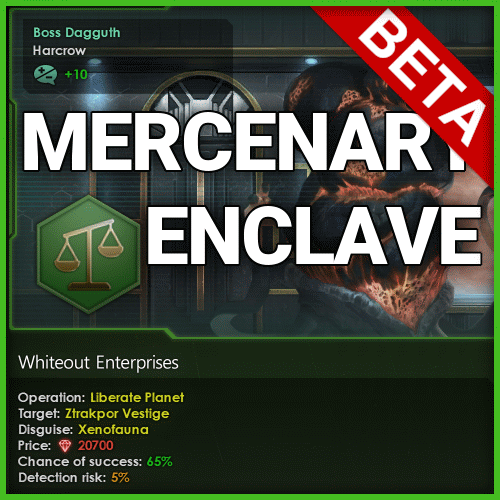 Boss Dagguth
Harcrow
+10
BETA
MERCENARY
ENCLAVE
Whiteout Enterprises
Operation: Liberate Planet
Target: Ztrakpor Vestige
Disguise: Xenofauna
Price: 20700
Chance of success: 65%
Detection risk: 5%